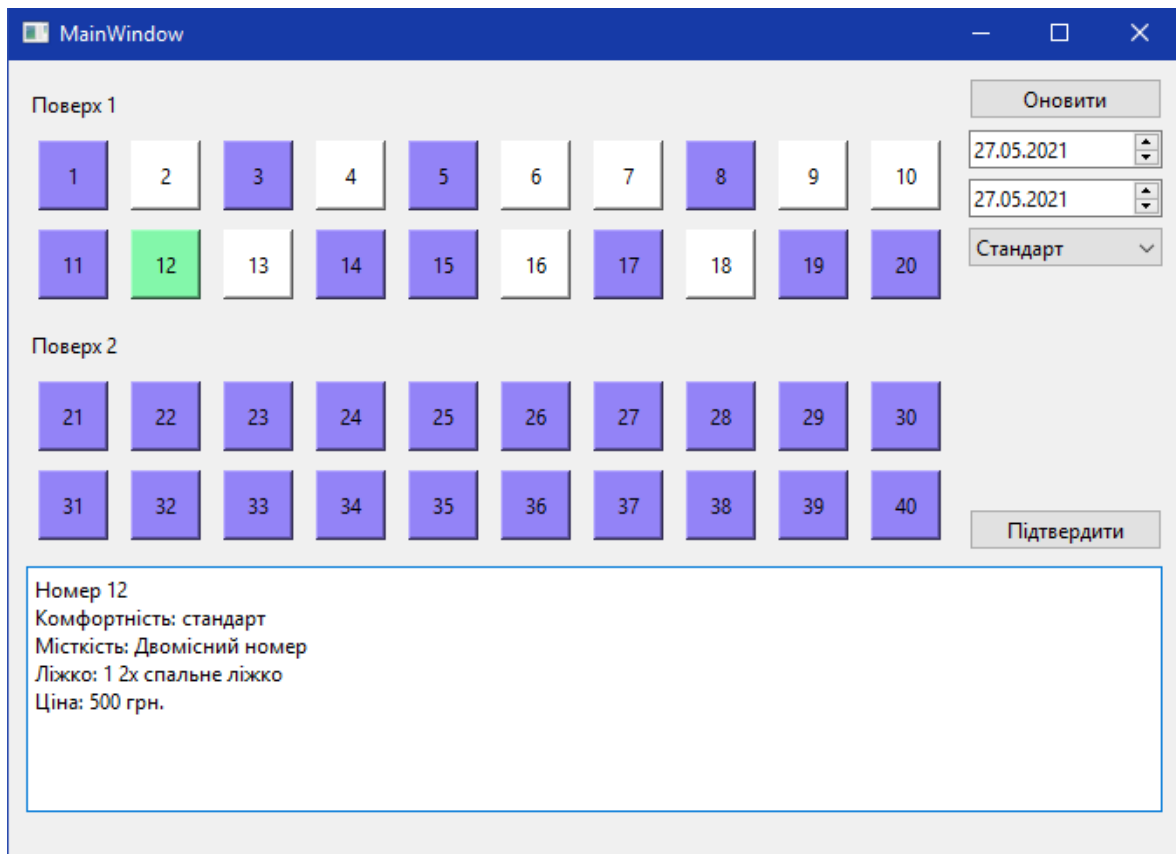 MainWindow
Поверх 1
Оновити
27.05.2021
1 2 3 4 5 6 7 8 9 10
27.05.2021
11 12 13 14 15 16 17 18 19 20
Стандарт
Поверх 2
21 22 23 24 25 26 27 28 29 30
31 32 33 34 35 36 37 38 39 40
Підтвердити
Номер 12
Комфортність: стандарт
Місткість: Двомісний номер
Ліжко: 1 2х спальне ліжко
Ціна: 500 грн.